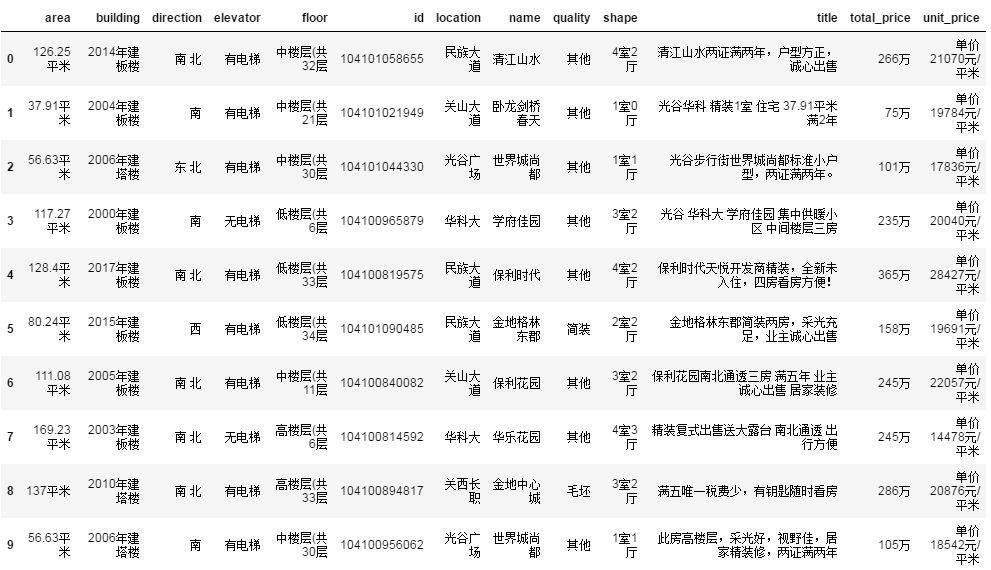 area building direction elevator floor id location name quality shape title total_price unit_price
0 126.25平米 2014年建板楼 南 北 有电梯 中楼层(共32层 104101058655 民族大道 清江山水 其他 4室2厅 清江山水两证满两年，户型方正，诚心出售 266万 单价21070元/平米
1 37.91平米 2004年建板楼 南 有电梯 中楼层(共21层 104101021949 关山大道 卧龙剑桥春天 其他 1室0厅 光谷华科 精装1室 住宅 37.91平米 满2年 75万 单价19784元/平米
2 56.63平米 2006年建塔楼 东 北 有电梯 中楼层(共30层 104101044330 光谷广场 世界城尚都 其他 1室1厅 光谷步行街世界城尚都标准小户型，两证满两年。 101万 单价17836元/平米
3 117.27平米 2000年建板楼 南 无电梯 低楼层(共6层 104100965879 华科大 学府佳园 其他 3室2厅 光谷 华科大 学府佳园 集中供暖小区 中间楼层三房 235万 单价20040元/平米
4 128.4平米 2017年建板楼 南 北 有电梯 低楼层(共33层 104100819575 民族大道 保利时代 其他 4室2厅 保利时代天悦开发商精装，全新未入住，四房看房方便！ 365万 单价28427元/平米
5 80.24平米 2015年建板楼 西 有电梯 低楼层(共34层 104101090485 民族大道 金地格林东郡 简装 2室2厅 金地格林东郡简装两房，采光充足，业主诚心出售 158万 单价19691元/平米
6 111.08平米 2005年建板楼 南 北 有电梯 中楼层(共11层 104100840082 关山大道 保利花园 其他 3室2厅 保利花园南北通透三房 满五年 业主诚心出售 居家装修 245万 单价22057元/平米
7 169.23平米 2003年建板楼 南 北 无电梯 高楼层(共6层 104100814592 华科大 华乐花园 其他 4室3厅 精装复式出售送大露台 南北通透 出行方便 245万 单价14478元/平米
8 137平米 2010年建塔楼 南 北 有电梯 高楼层(共33层 104100894817 关西长职 金地中心城 毛坯 3室2厅 满五唯一税费少，有钥匙随时看房 286万 单价20876元/平米
9 56.63平米 2006年建塔楼 南 有电梯 中楼层(共30层 104100956062 光谷广场 世界城尚都 其他 1室1厅 此房高楼层，采光好，视野佳，居家精装修，两证满两年 105万 单价18542元/平米